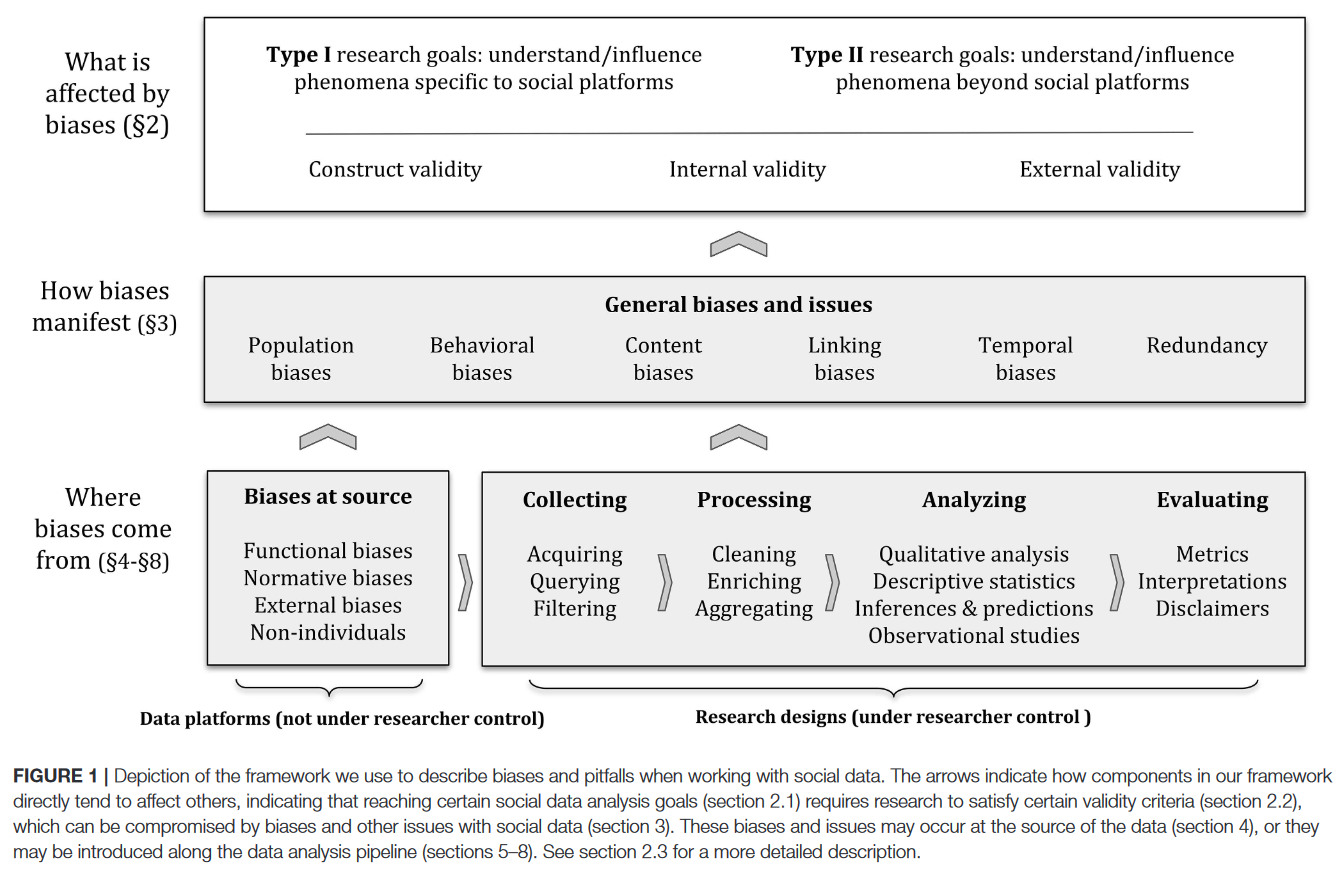 What is
affected by
biases (§2)
Type I research goals: understand/influence
phenomena specific to social platforms
Type II research goals: understand/influence
phenomena beyond social platforms
Construct validity
Internal validity
External validity
How biases
manifest (§3)
General biases and issues
Population
biases
Behavioral
biases
Content
biases
Linking
biases
Temporal
biases
Redundancy
Where
biases come
from (§4-§8)
Biases at source
Functional biases
Normative biases
External biases
Non-individuals
Collecting
Acquiring
Querying
Filtering
Processing
Cleaning
Enriching
Aggregating
Analyzing
Qualitative analysis
Descriptive statistics
Inferences & predictions
Observational studies
Evaluating
Metrics
Interpretations
Disclaimers
Data platforms (not under researcher control)
Research designs (under researcher control )
FIGURE 1 | Depiction of the framework we use to describe biases and pitfalls when working with social data. The arrows indicate how components in our framework
directly tend to affect others, indicating that reaching certain social data analysis goals (section 2.1) requires research to satisfy certain validity criteria (section 2.2),
which can be compromised by biases and other issues with social data (section 3). These biases and issues may occur at the source of the data (section 4), or they
may be introduced along the data analysis pipeline (sections 5–8). See section 2.3 for a more detailed description.